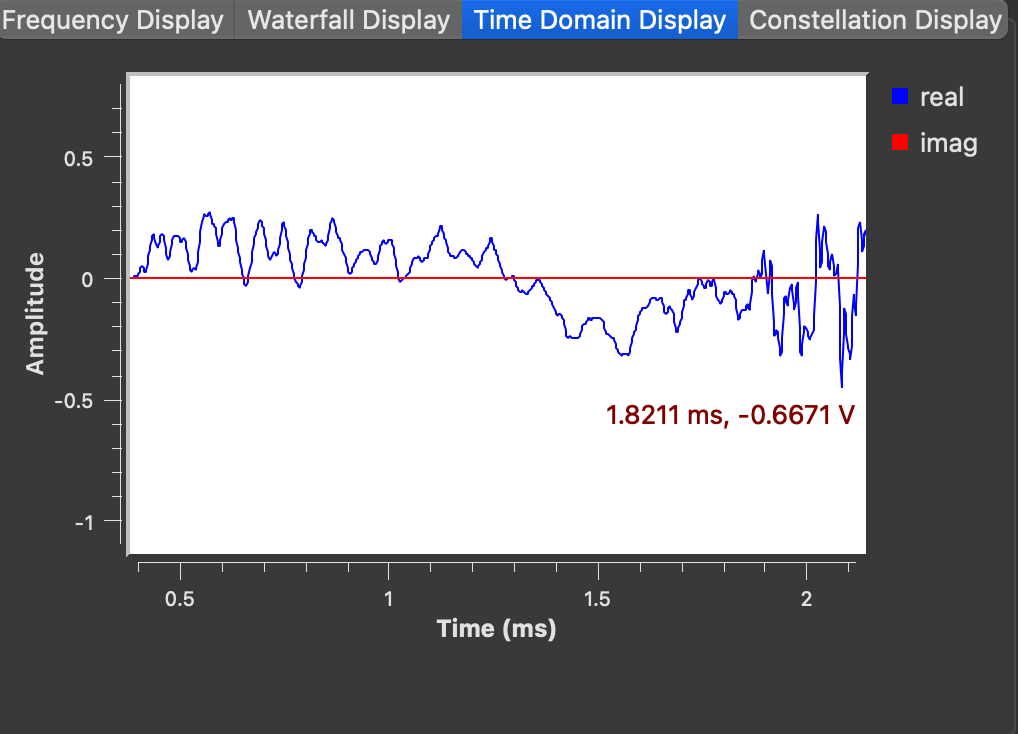 Frequency Display Waterfall Display Time Domain Display Constellation Display
real
imag
0.5
0
-0.5
-1
Amplitude
1.8211 ms, -0.6671 V
0.5 1 1.5 2
Time (ms)